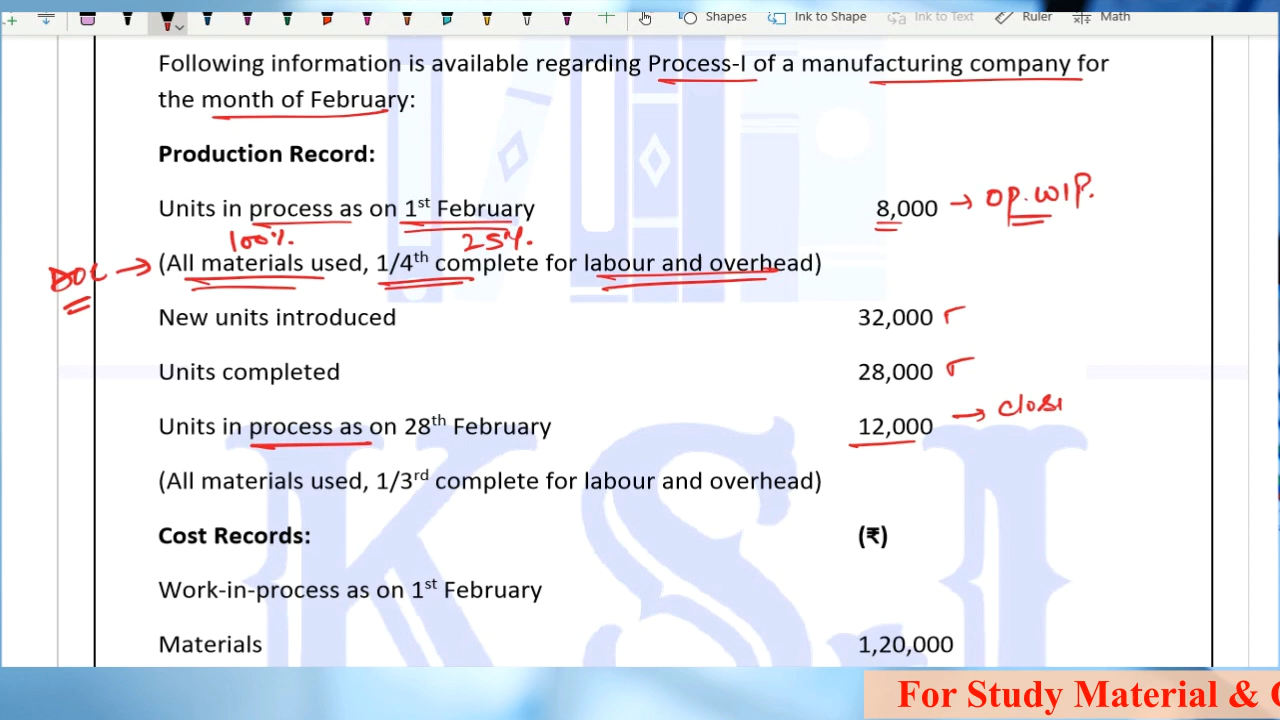 Shapes Ink to Shape Ink to Text Ruler Math
Following information is available regarding Process-I of a manufacturing company for
the month of February:
Production Record:
Units in process as on 1st February 8,000 → OP. WIP.
100%. 25%.
DOC → (All materials used, 1/4th complete for labour and overhead)
New units introduced 32,000
Units completed 28,000
Units in process as on 28th February 12,000 → closi
(All materials used, 1/3rd complete for labour and overhead)
Cost Records: (₹)
Work-in-process as on 1st February
Materials 1,20,000
KSJ
For Study Material &